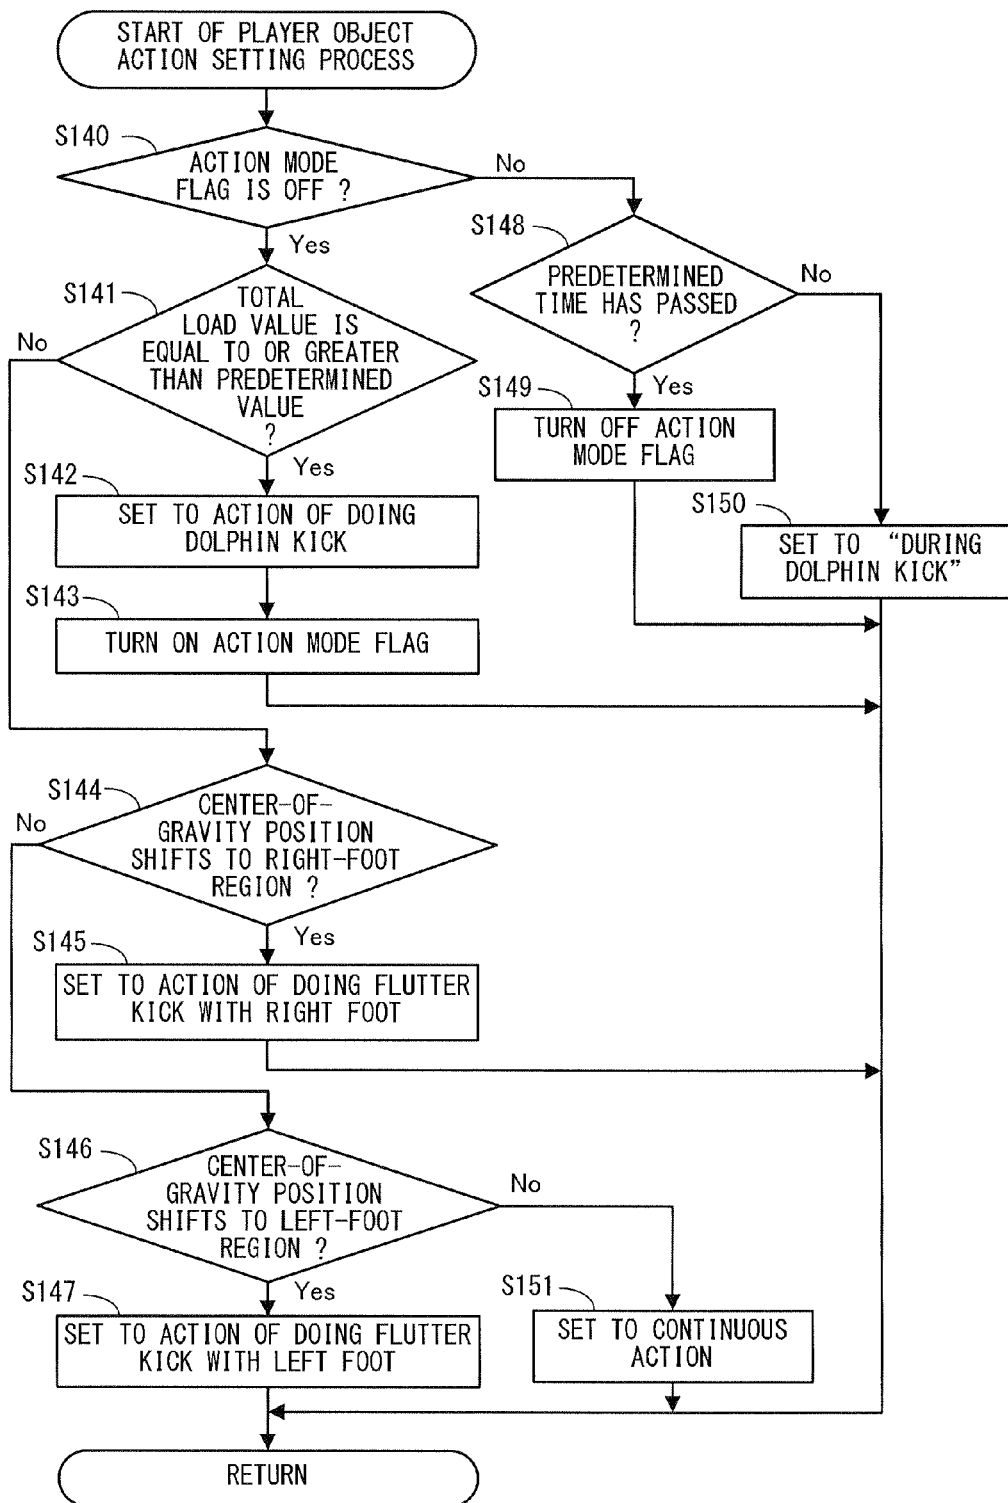 START OF PLAYER OBJECT
ACTION SETTING PROCESS
S140
ACTION MODE
FLAG IS OFF ?
No
Yes
S148
PREDETERMINED
TIME HAS PASSED
?
No
Yes
S141
TOTAL
LOAD VALUE IS
EQUAL TO OR GREATER
THAN PREDETERMINED
VALUE
?
No
Yes
S149
TURN OFF ACTION
MODE FLAG
S142
SET TO ACTION OF DOING
DOLPHIN KICK
S150
SET TO “DURING
DOLPHIN KICK”
S143
TURN ON ACTION MODE FLAG
S144
CENTER-OF-
GRAVITY POSITION
SHIFTS TO RIGHT-FOOT
REGION ?
No
Yes
S145
SET TO ACTION OF DOING FLUTTER
KICK WITH RIGHT FOOT
S146
CENTER-OF-
GRAVITY POSITION
SHIFTS TO LEFT-FOOT
REGION ?
No
Yes
S147
SET TO ACTION OF DOING FLUTTER
KICK WITH LEFT FOOT
S151
SET TO CONTINUOUS
ACTION
RETURN